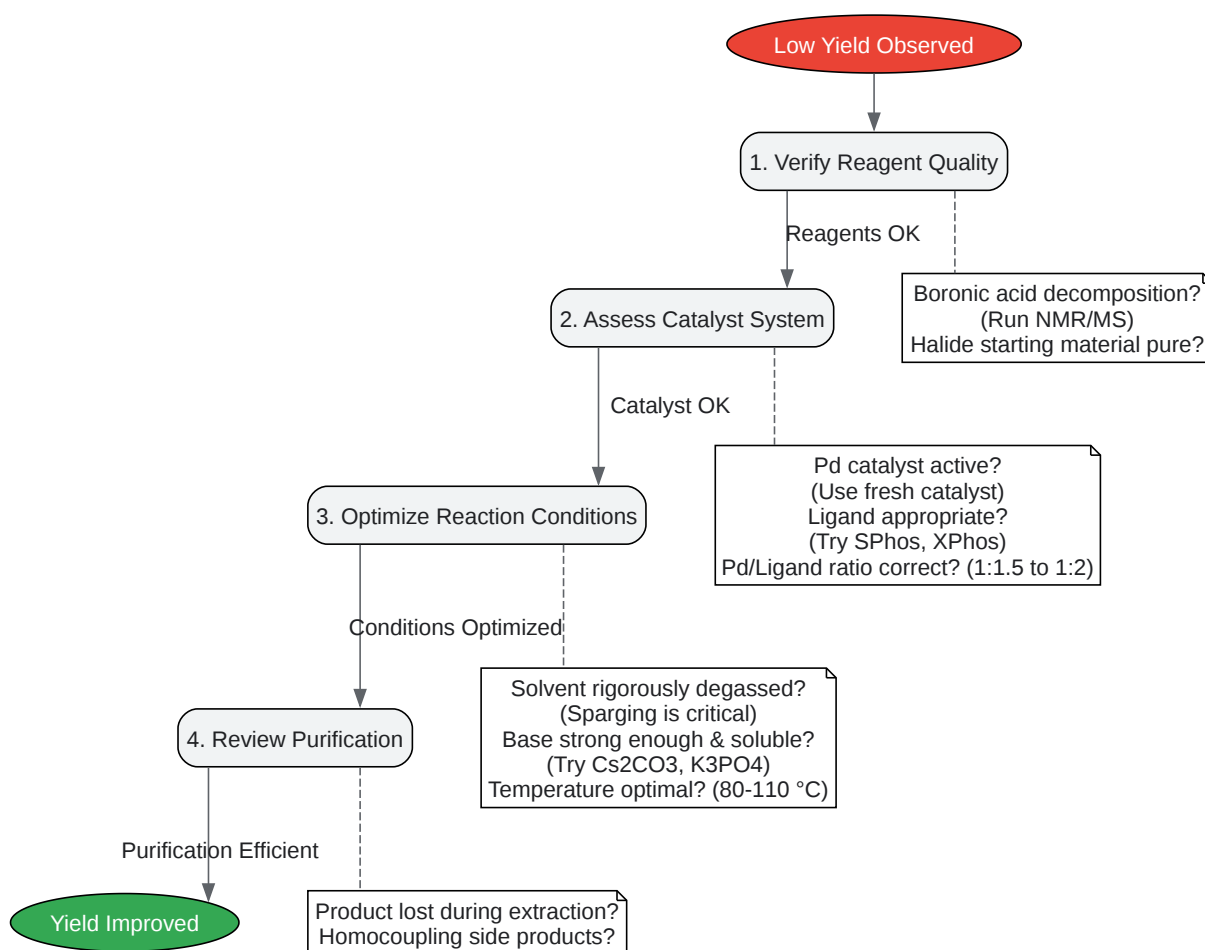 Low Yield Observed
1. Verify Reagent Quality
Reagents OK
Boronic acid decomposition?
(Run NMR/MS)
Halide starting material pure?
2. Assess Catalyst System
Catalyst OK
Pd catalyst active?
(Use fresh catalyst)
Ligand appropriate?
(Try SPhos, XPhos)
Pd/Ligand ratio correct? (1:1.5 to 1:2)
3. Optimize Reaction Conditions
Conditions Optimized
Solvent rigorously degassed?
(Sparging is critical)
Base strong enough & soluble?
(Try Cs2CO3, K3PO4)
Temperature optimal? (80-110 °C)
4. Review Purification
Purification Efficient
Product lost during extraction?
Homocoupling side products?
Yield Improved